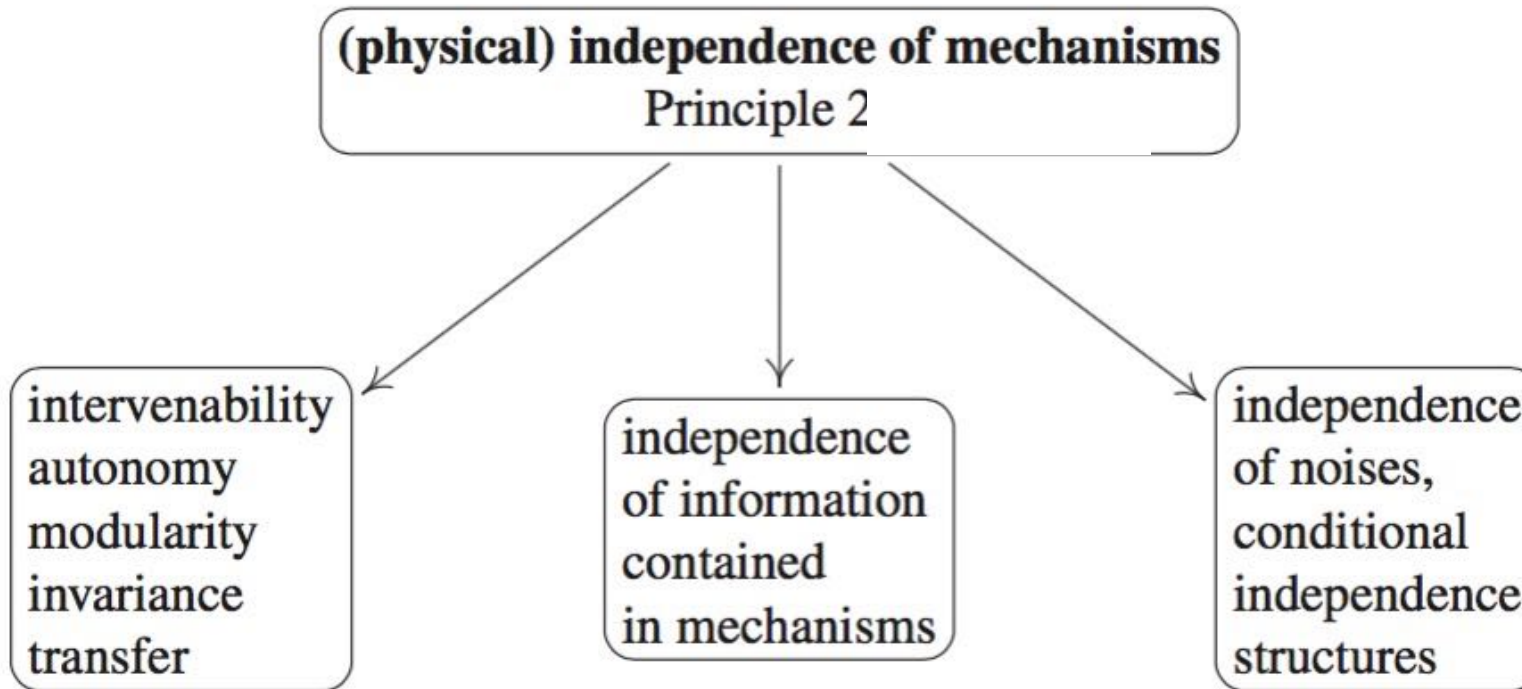 (physical) independence of mechanisms
Principle 2
intervenability
autonomy
modularity
invariance
transfer
independence
of information
contained
in mechanisms
independence
of noises,
conditional
independence
structures